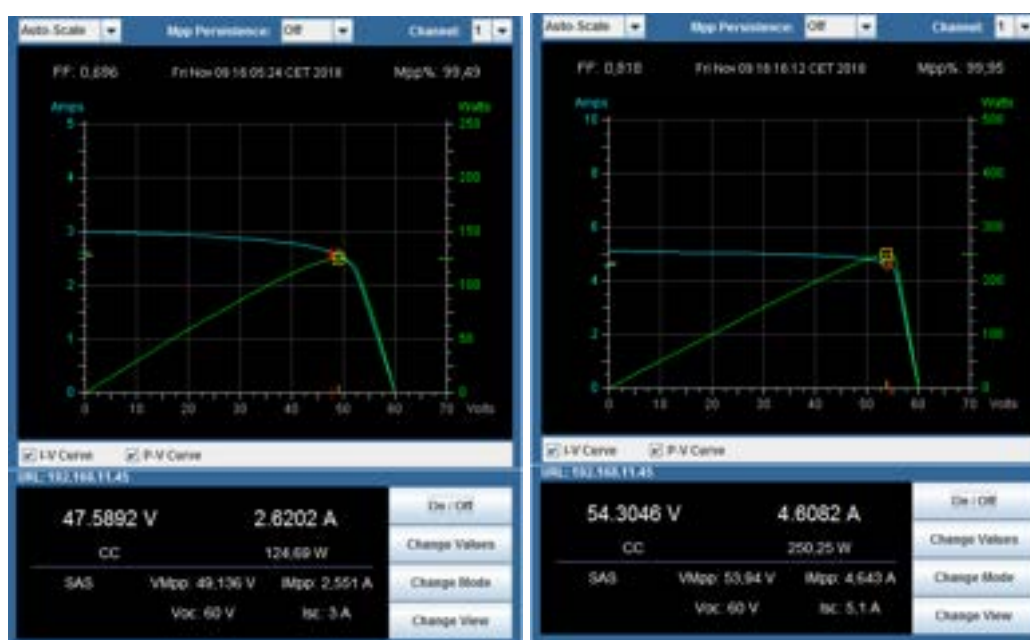 Auto-Scale Mpp Persistence: Off Channel: 1
FF: 0,696 Fri Nov 09 16:05:24 CET 2018 Mpp%: 99,49
Amps Watts
5 250
4 200
3 150
2 100
1 50
0 0
0 10 20 30 40 50 60 70 Volts
I-V Curve P-V Curve
URL: 192.168.11.45
47.5892 V 2.6202 A
CC 124.69 W
SAS VMpp: 49,136 V IMpp: 2,551 A
Voc: 60 V Isc: 3 A
On / Off
Change Values
Change Mode
Change View
Auto-Scale Mpp Persistence: Off Channel: 1
FF: 0,818 Fri Nov 09 16:16:12 CET 2018 Mpp%: 99,95
Amps Watts
10 500
8 400
6 300
4 200
2 100
0 0
0 10 20 30 40 50 60 70 Volts
I-V Curve P-V Curve
URL: 192.168.11.45
54.3046 V 4.6082 A
CC 250.25 W
SAS VMpp: 53,94 V IMpp: 4,643 A
Voc: 60 V Isc: 5,1 A
On / Off
Change Values
Change Mode
Change View